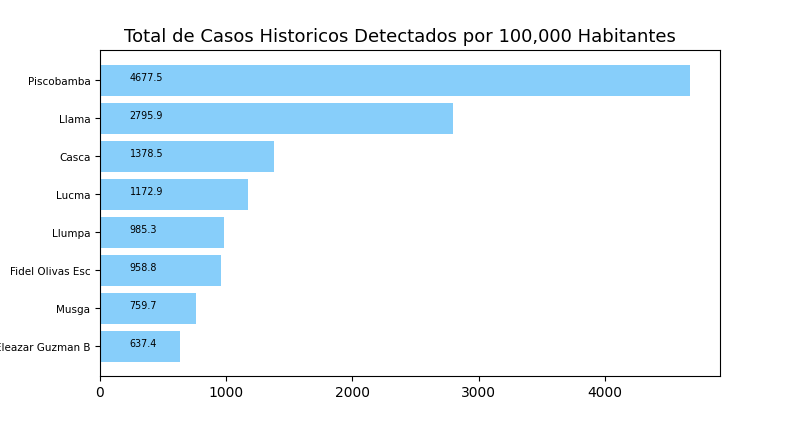 Total de Casos Historicos Detectados por 100,000 Habitantes
Piscobamba 4677.5
Llama 2795.9
Casca 1378.5
Lucma 1172.9
Llumpa 985.3
Fidel Olivas Esc 958.8
Musga 759.7
Guzman B 637.4
0 1000 2000 3000 4000